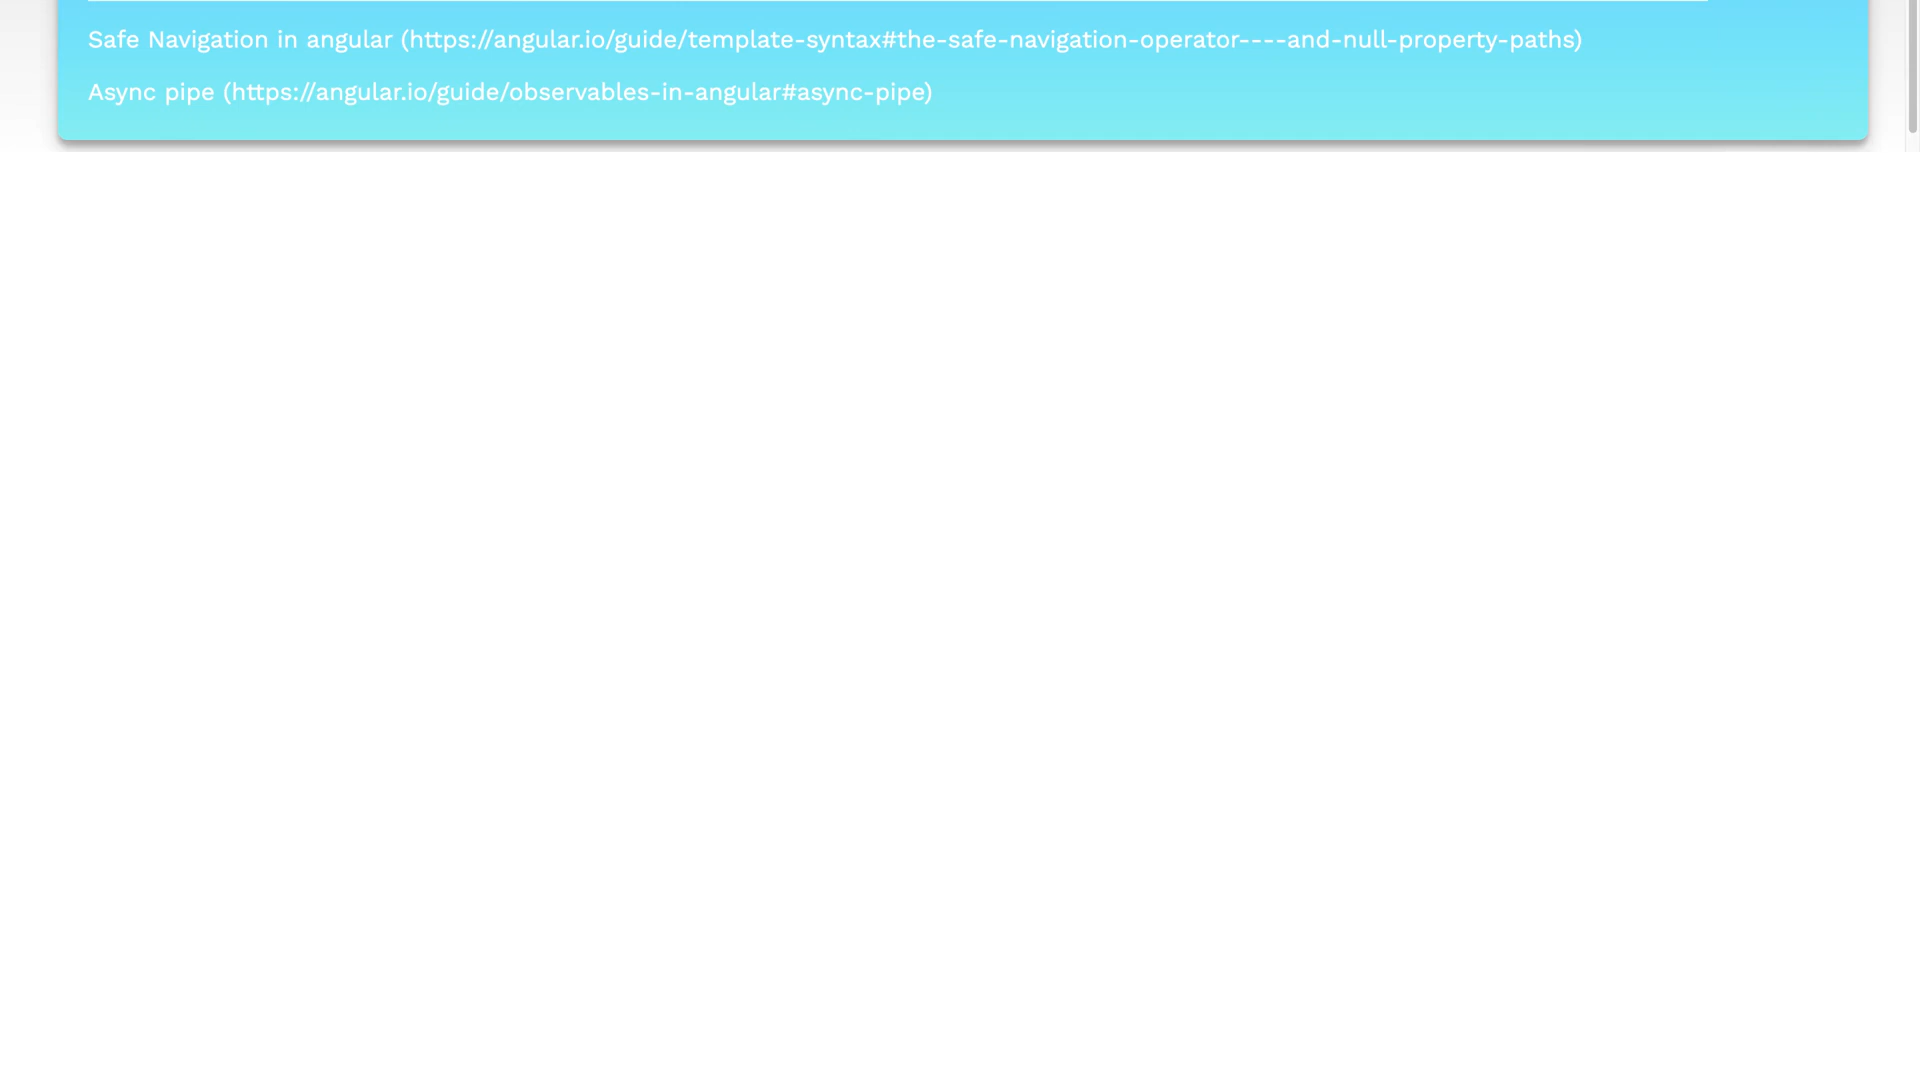 Safe Navigation in angular (https://angular.io/guide/template-syntax#the-safe-navigation-operator----and-null-property-paths)
Async pipe (https://angular.io/guide/observables-in-angular#async-pipe)